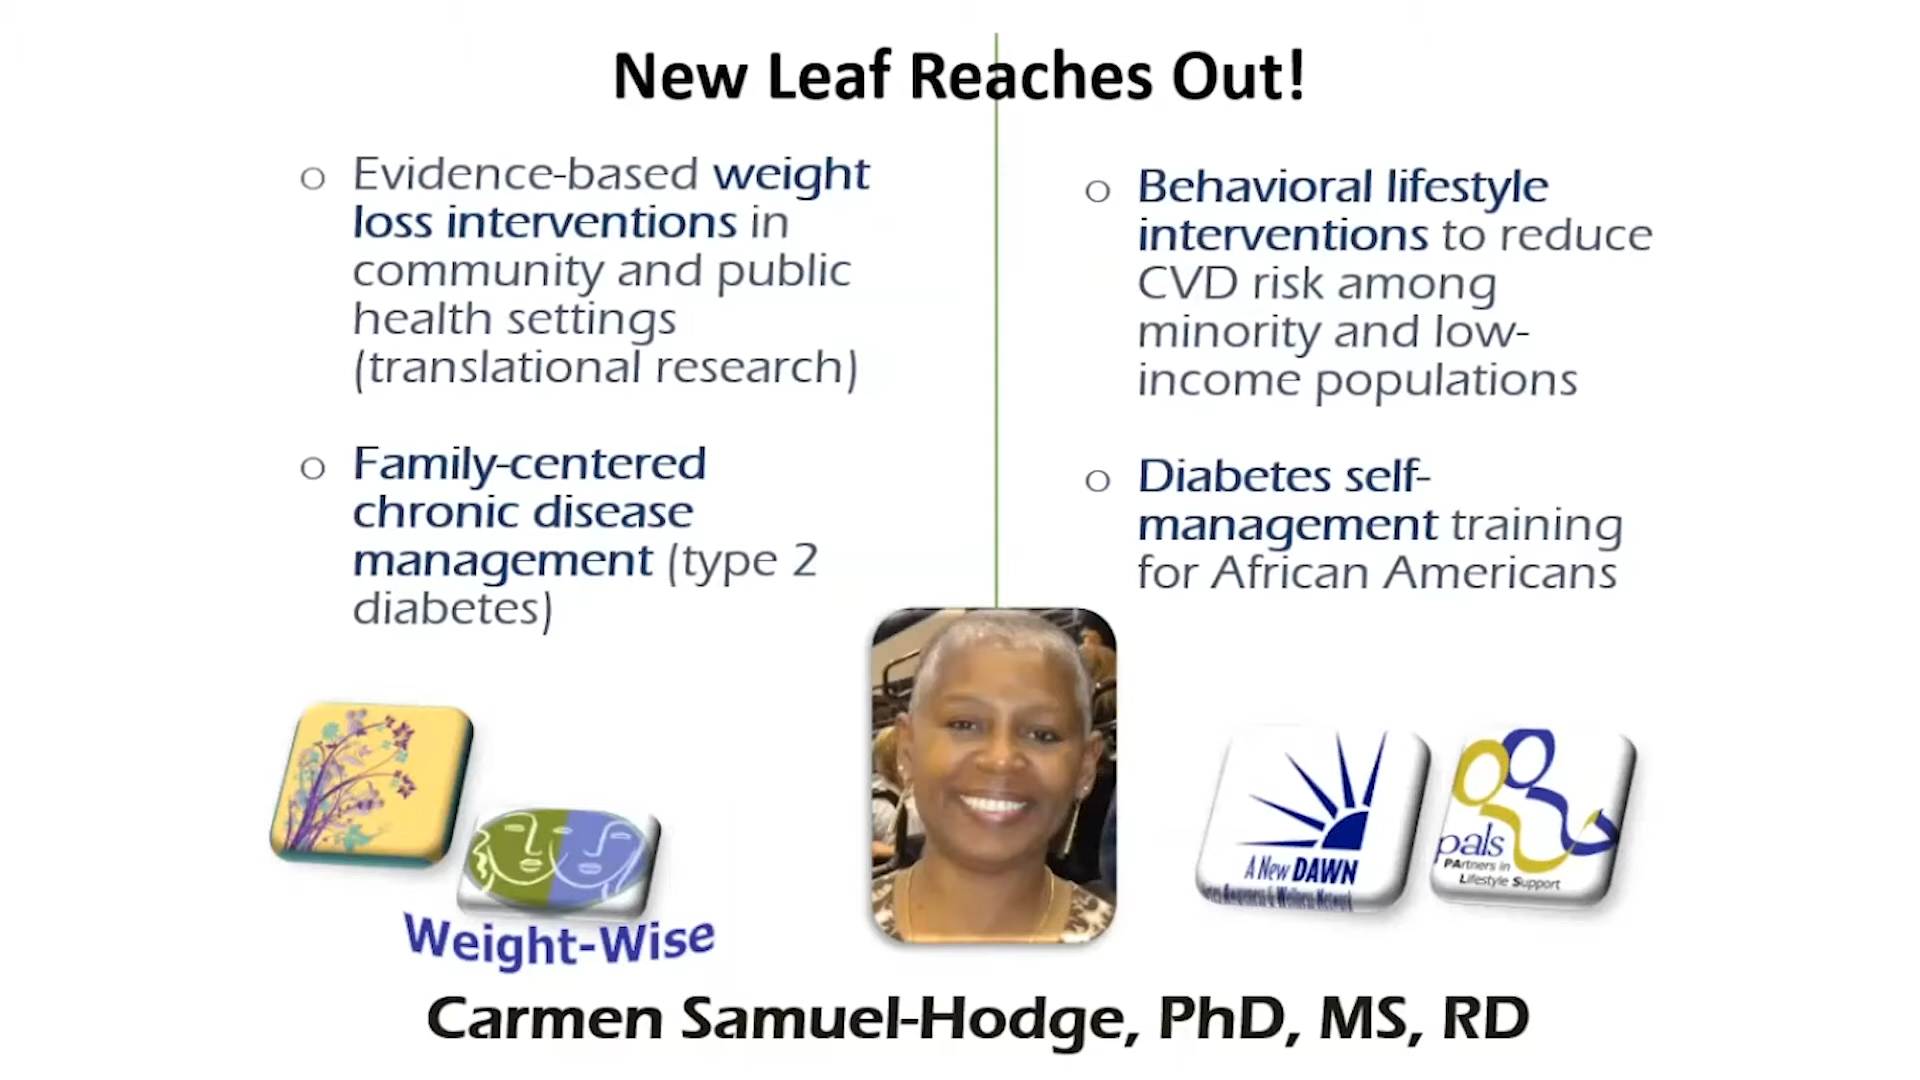 New Leaf Reaches Out!
o Evidence-based weight
loss interventions in
community and public
health settings
(translational research)
o Family-centered
chronic disease
management (type 2
diabetes)
o Behavioral lifestyle
interventions to reduce
CVD risk among
minority and low-
income populations
o Diabetes self-
management training
for African Americans
Weight-Wise
A New DAWN
Awareness & Wellness Network
pals
PArtners in
Lifestyle Support
Carmen Samuel-Hodge, PhD, MS, RD